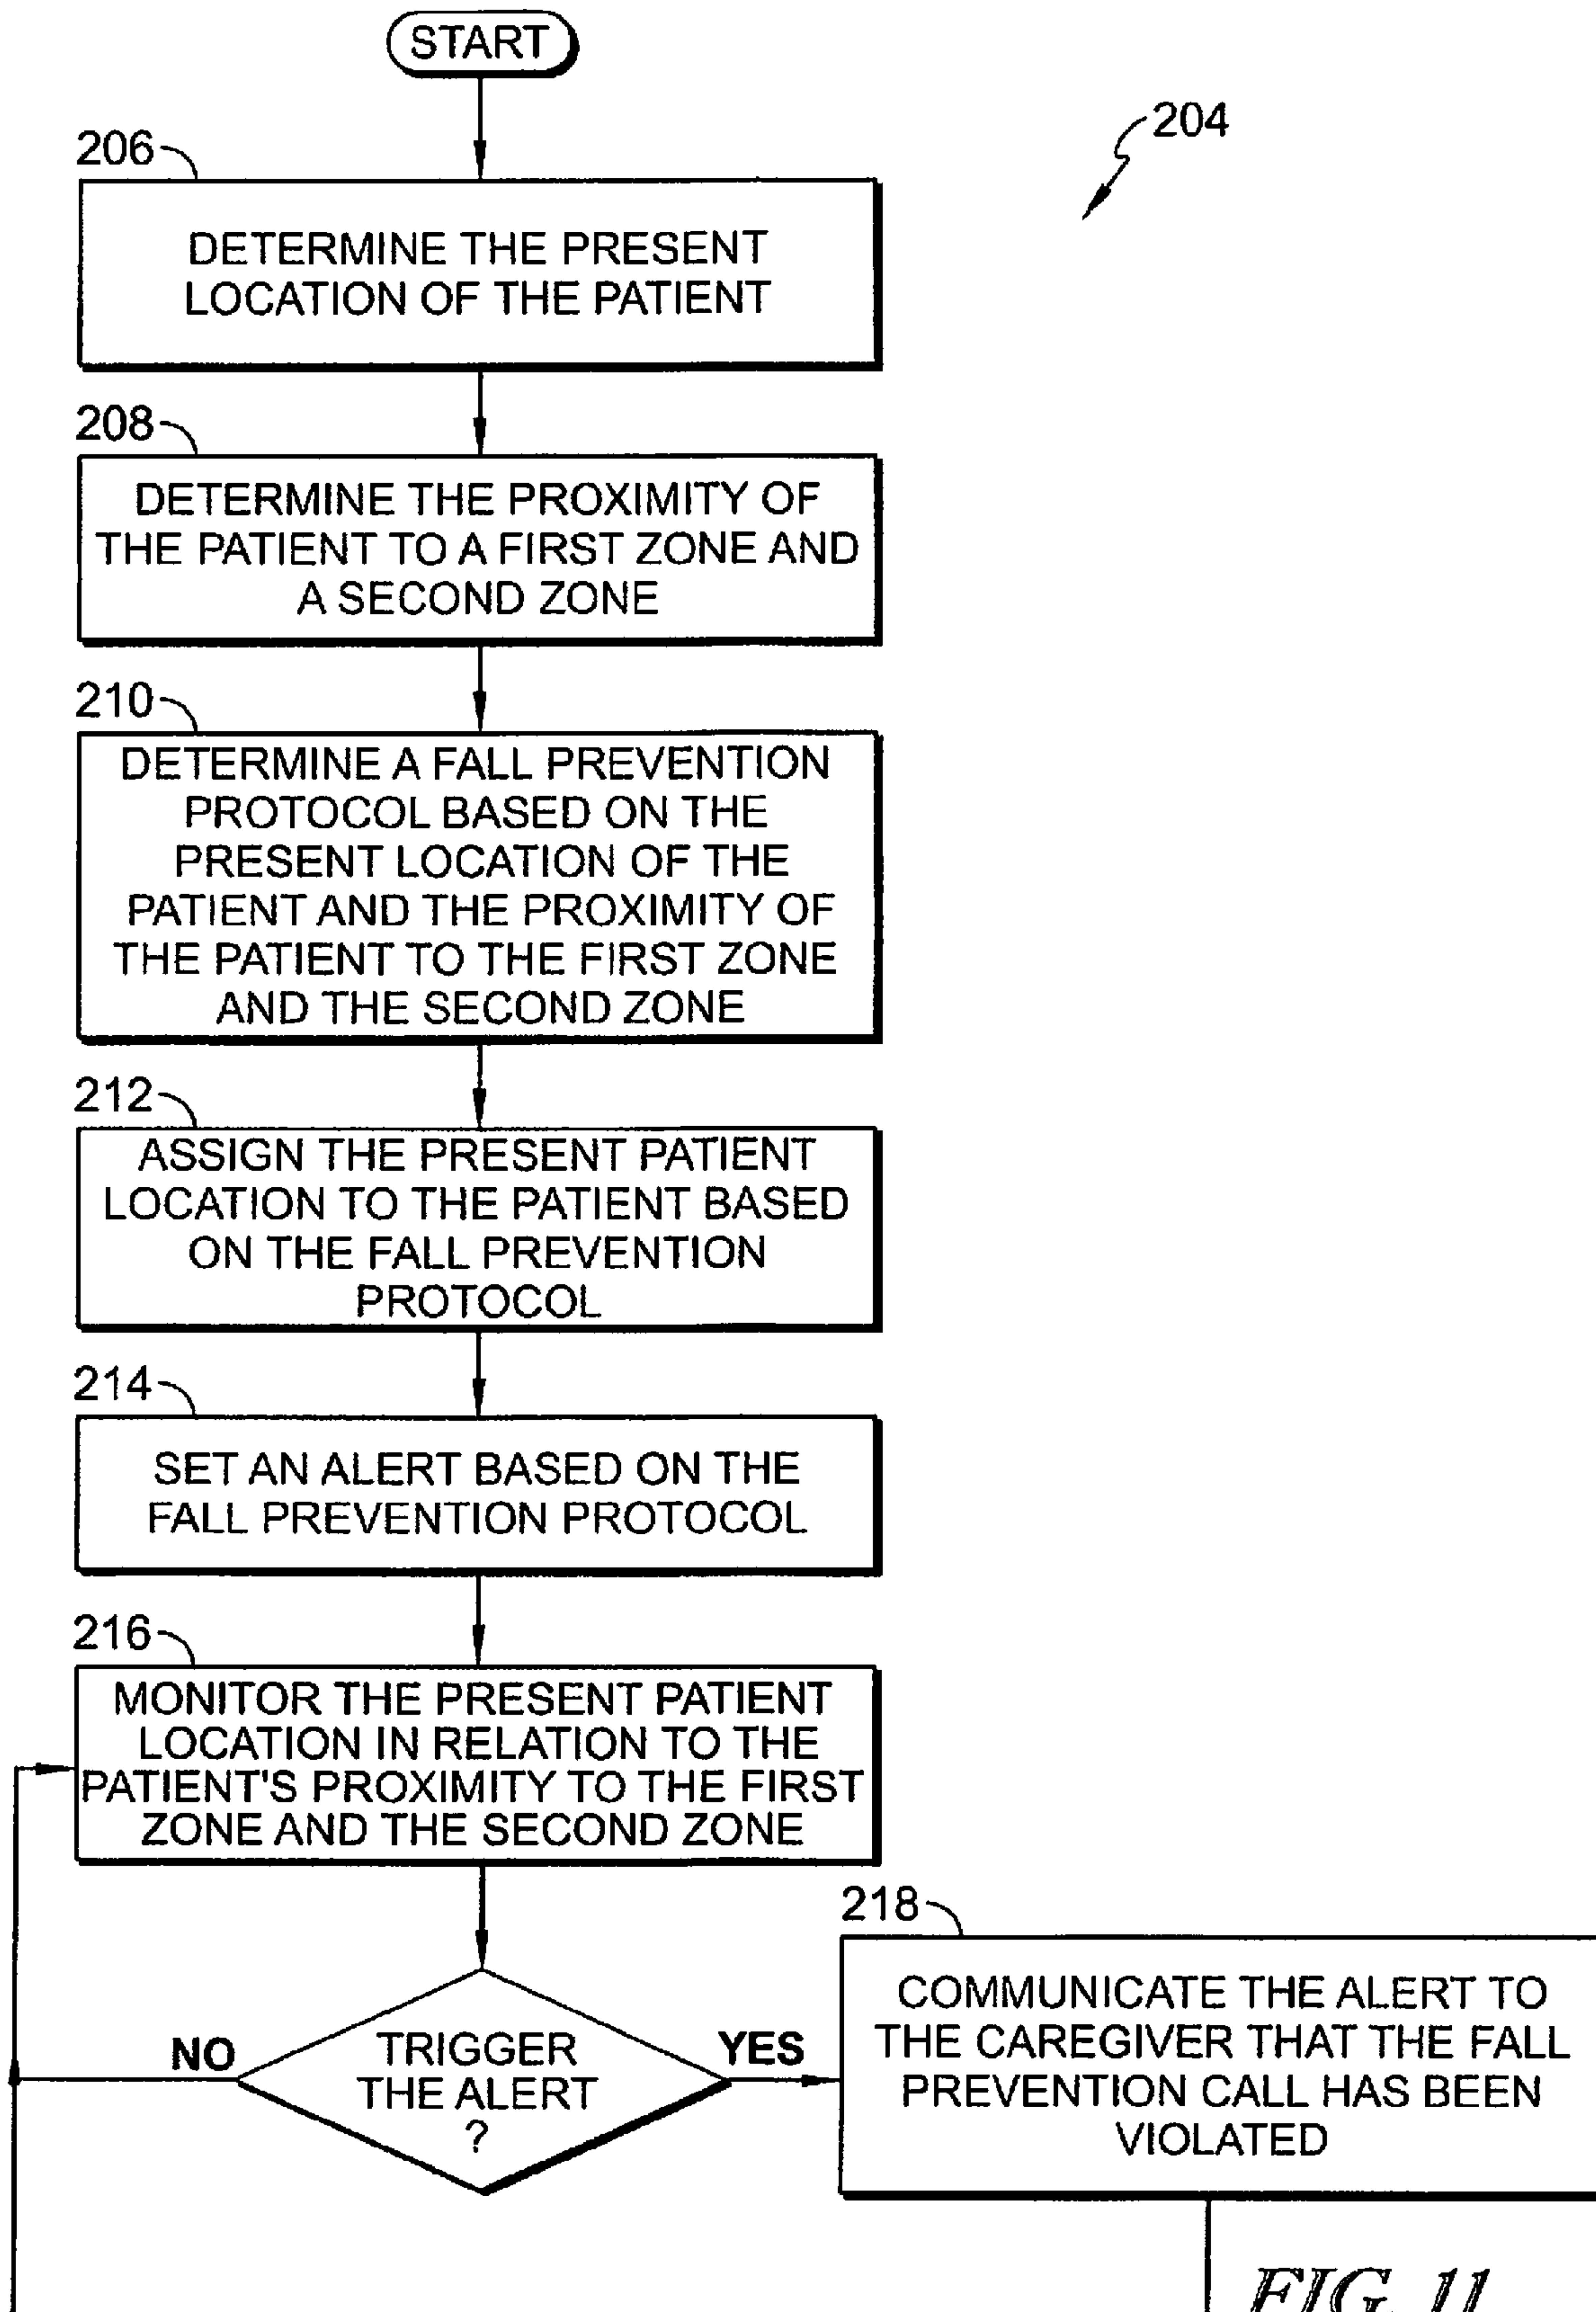 START
204
206
DETERMINE THE PRESENT
LOCATION OF THE PATIENT
208
DETERMINE THE PROXIMITY OF
THE PATIENT TO A FIRST ZONE AND
A SECOND ZONE
210
DETERMINE A FALL PREVENTION
PROTOCOL BASED ON THE
PRESENT LOCATION OF THE
PATIENT AND THE PROXIMITY OF
THE PATIENT TO THE FIRST ZONE
AND THE SECOND ZONE
212
ASSIGN THE PRESENT PATIENT
LOCATION TO THE PATIENT BASED
ON THE FALL PREVENTION
PROTOCOL
214
SET AN ALERT BASED ON THE
FALL PREVENTION PROTOCOL
216
MONITOR THE PRESENT PATIENT
LOCATION IN RELATION TO THE
PATIENT'S PROXIMITY TO THE FIRST
ZONE AND THE SECOND ZONE
NO
TRIGGER
THE ALERT
?
YES
218
COMMUNICATE THE ALERT TO
THE CAREGIVER THAT THE FALL
PREVENTION CALL HAS BEEN
VIOLATED
FIG. 11